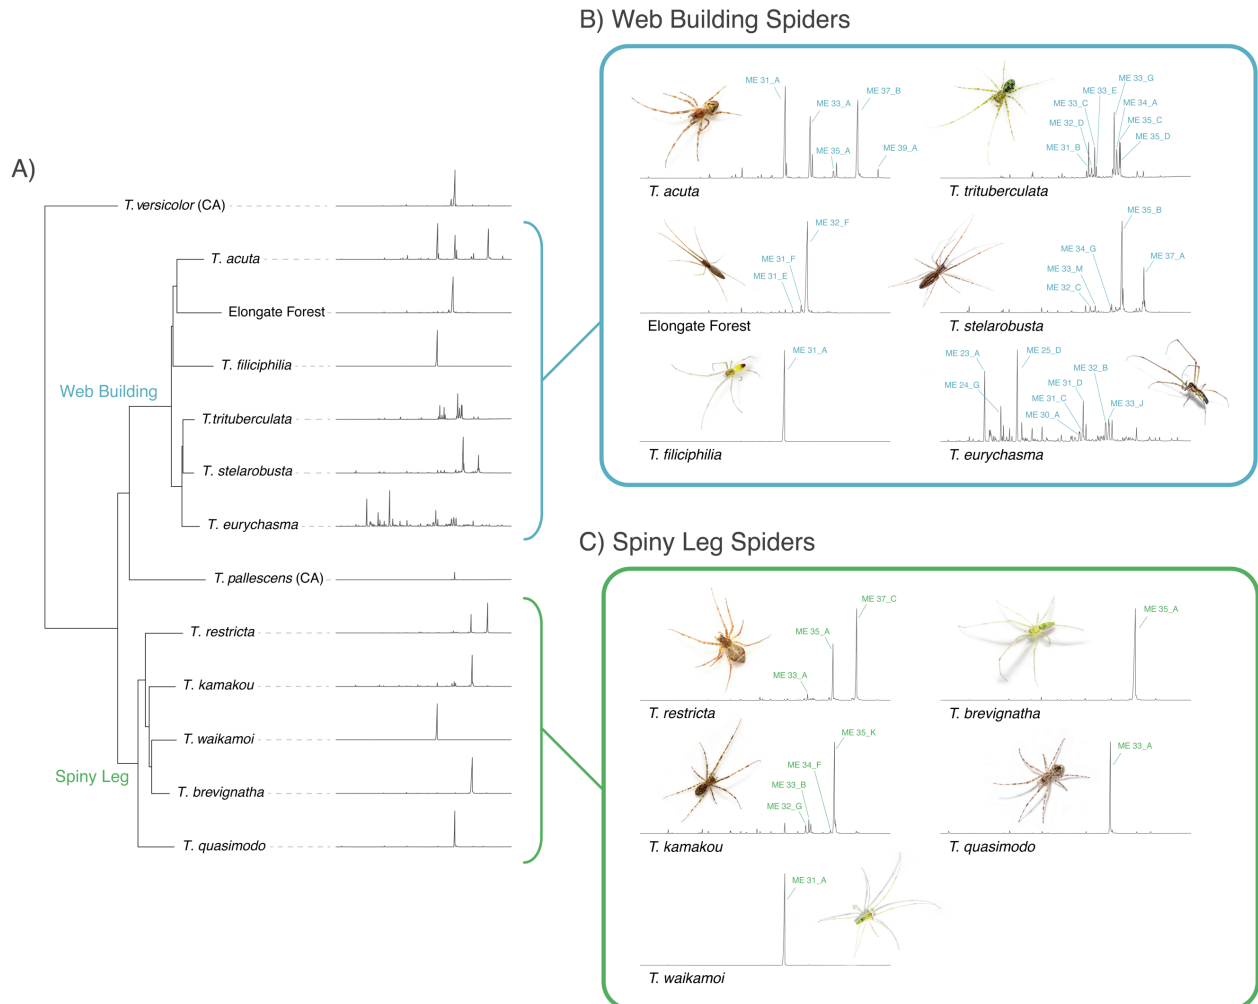 A)
T. versicolor (CA)
T. acuta
Elongate Forest
T. filiciphilia
Web Building
T.trituberculata
T. stelarobusta
T. eurychasma
T. pallescens (CA)
T. restricta
T. kamakou
T. waikamoi
Spiny Leg
T. brevignatha
T. quasimodo
B) Web Building Spiders
ME 31_A
ME 33_A
ME 37_B
ME 35_A
ME 39_A
T. acuta
ME 33_G
ME 33_E
ME 33_C
ME 34_A
ME 32_D
ME 35_C
ME 31_B
ME 35_D
T. trituberculata
ME 32_F
ME 31_F
ME 31_E
Elongate Forest
ME 35_B
ME 34_G
ME 37_A
ME 33_M
ME 32_C
T. stelarobusta
ME 31_A
T. filiciphilia
ME 23_A
ME 25_D
ME 24_G
ME 32_B
ME 31_D
ME 31_C
ME 33_J
ME 30_A
T. eurychasma
C) Spiny Leg Spiders
ME 37_C
ME 35_A
ME 33_A
T. restricta
ME 35_A
T. brevignatha
ME 35_K
ME 34_F
ME 33_B
ME 32_G
T. kamakou
ME 33_A
T. quasimodo
ME 31_A
T. waikamoi